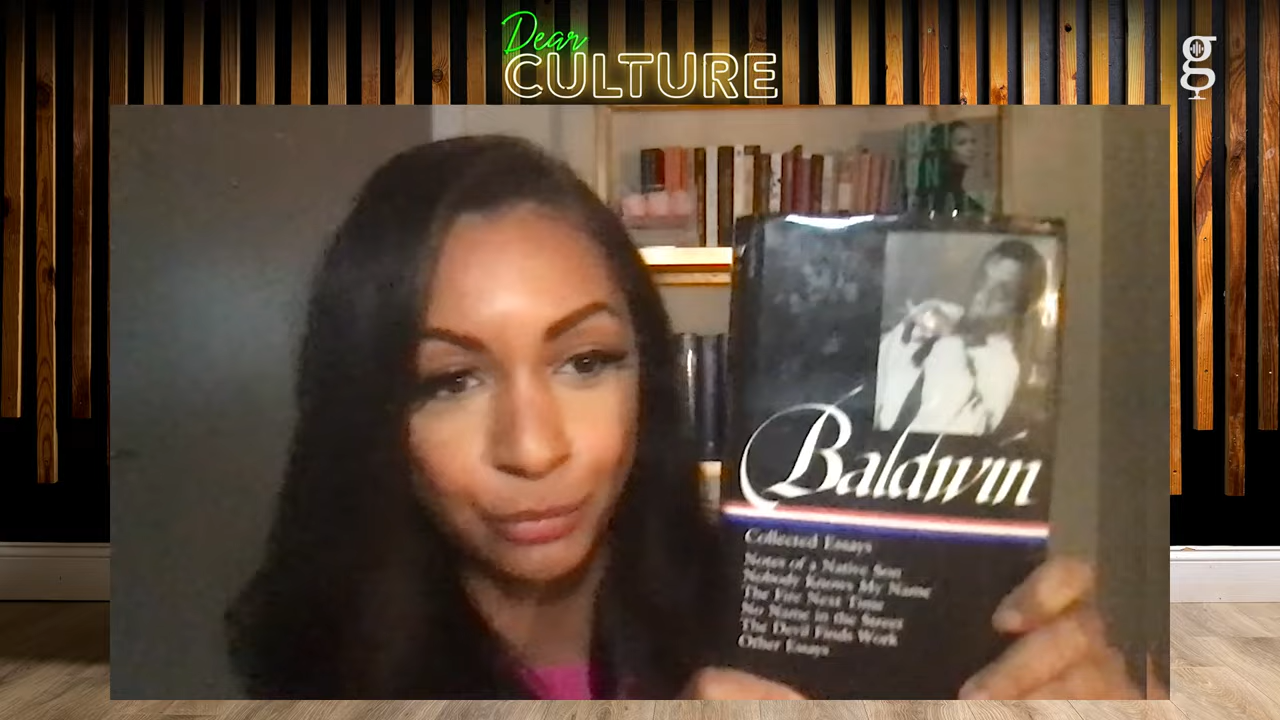 Dear
CULTURE
g
Baldwin
Collected Essays
Notes of a Native Son
Nobody Knows My Name
The Fire Next Time
No Name in the Street
The Devil Finds Work
Other Essays